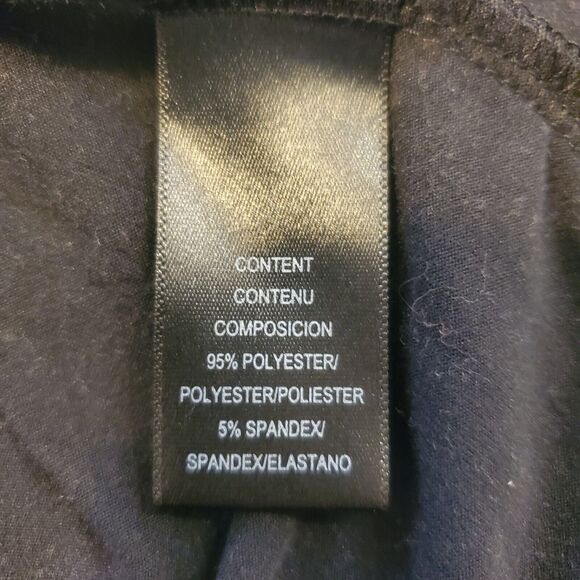 CONTENT
CONTENU
COMPOSICION
95% POLYESTER/
POLYESTER/POLIESTER
5% SPANDEX/
SPANDEX/ELASTANO